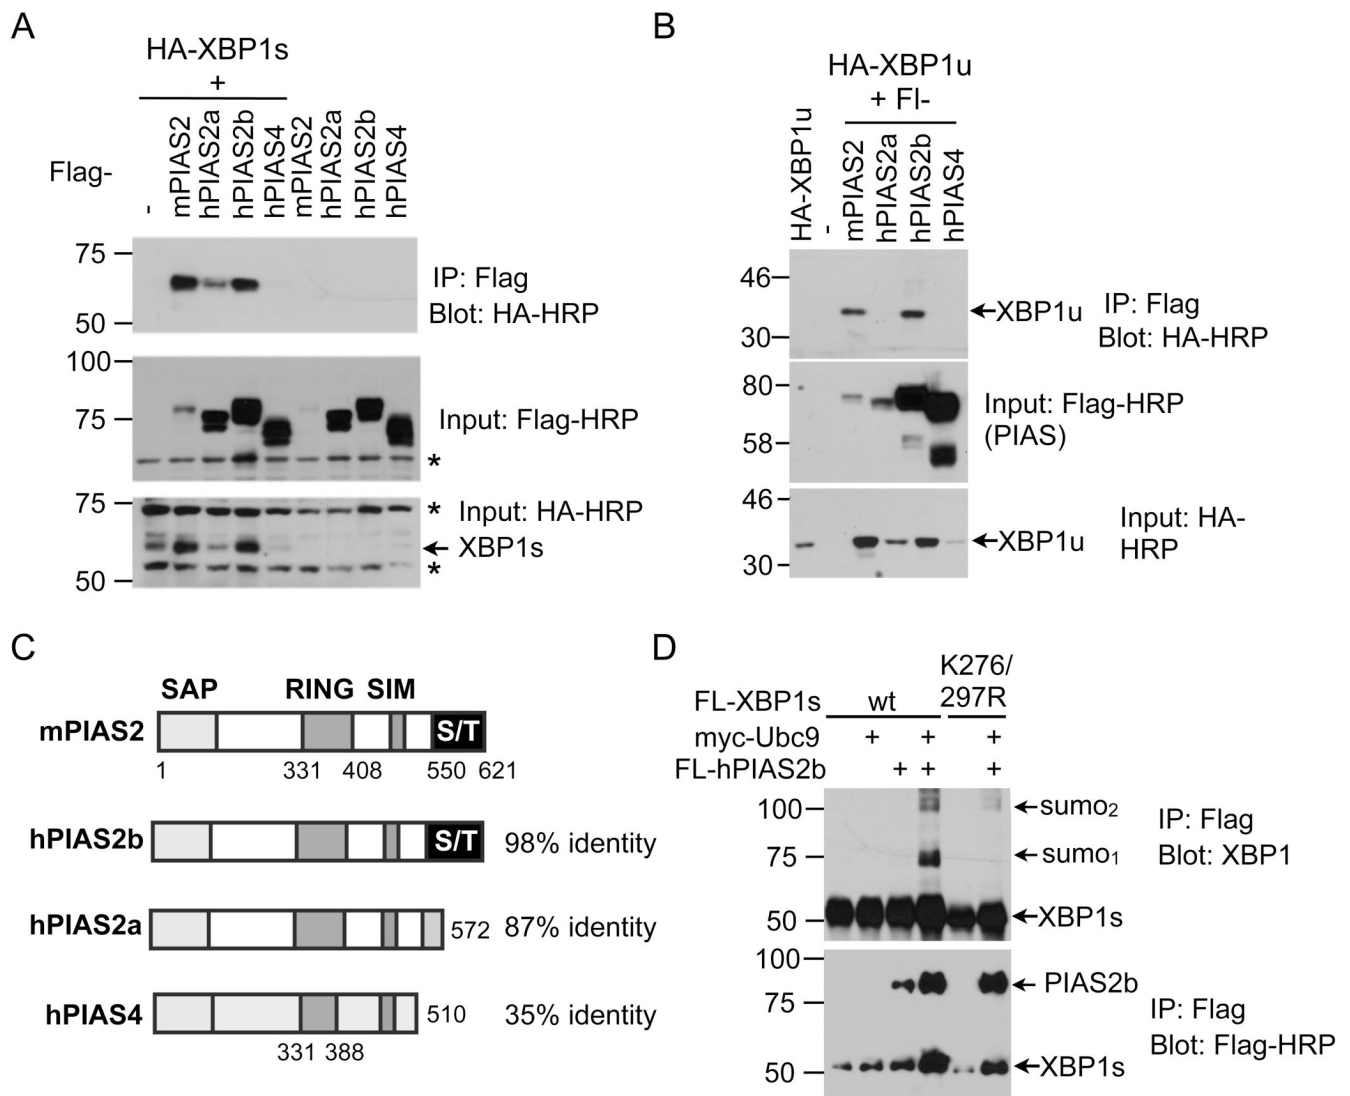 A
HA-XBP1s
+
Flag-
-
mPIAS2
hPIAS2a
hPIAS2b
hPIAS4
mPIAS2
hPIAS2a
hPIAS2b
hPIAS4
75
50
IP: Flag
Blot: HA-HRP
100
75
Input: Flag-HRP
*
75
50
*
Input: HA-HRP
XBP1s
*
B
HA-XBP1u
+ Fl-
HA-XBP1u
-
mPIAS2
hPIAS2a
hPIAS2b
hPIAS4
46
30
XBP1u
IP: Flag
Blot: HA-HRP
80
58
Input: Flag-HRP
(PIAS)
46
30
XBP1u
Input: HA-
HRP
C
SAP RING SIM
mPIAS2 S/T
1 331 408 550 621
hPIAS2b S/T 98% identity
hPIAS2a 572 87% identity
hPIAS4 510 35% identity
331 388
D
K276/
297R
FL-XBP1s wt
myc-Ubc9 + + +
FL-hPIAS2b + + +
100
75
50
sumo2
sumo1
XBP1s
IP: Flag
Blot: XBP1
100
75
50
PIAS2b
XBP1s
IP: Flag
Blot: Flag-HRP